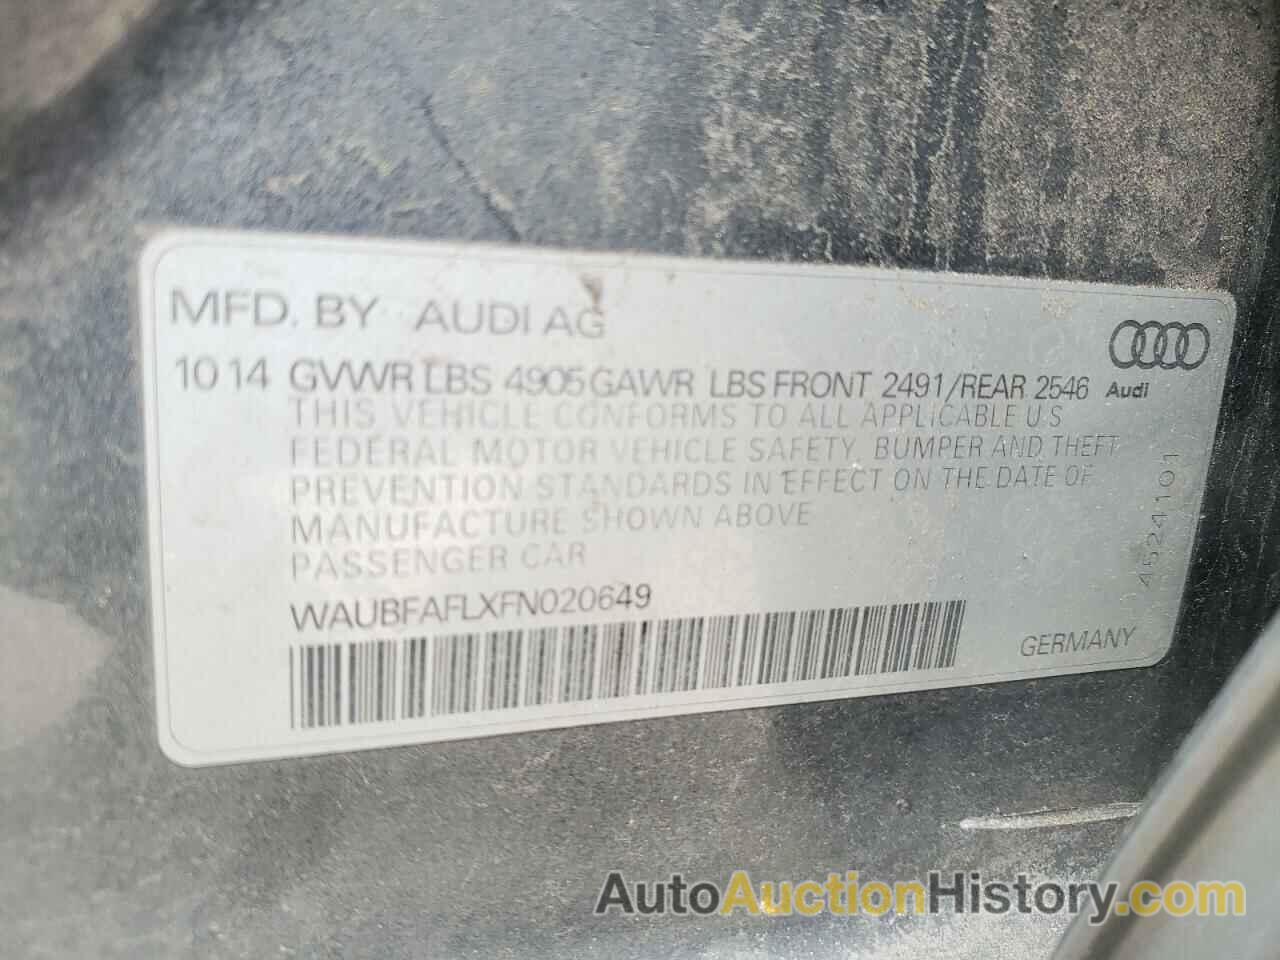 MFD. BY AUDI AG
10 14 GVWR LBS 4905 GAWR LBS FRONT 2491/REAR 2546
Audi
THIS VEHICLE CONFORMS TO ALL APPLICABLE U.S
FEDERAL MOTOR VEHICLE SAFETY, BUMPER AND THEFT
PREVENTION STANDARDS IN EFFECT ON THE DATE OF
MANUFACTURE SHOWN ABOVE
PASSENGER CAR
WAUBFAFLXFN020649
GERMANY
4524101
AutoAuctionHistory.com